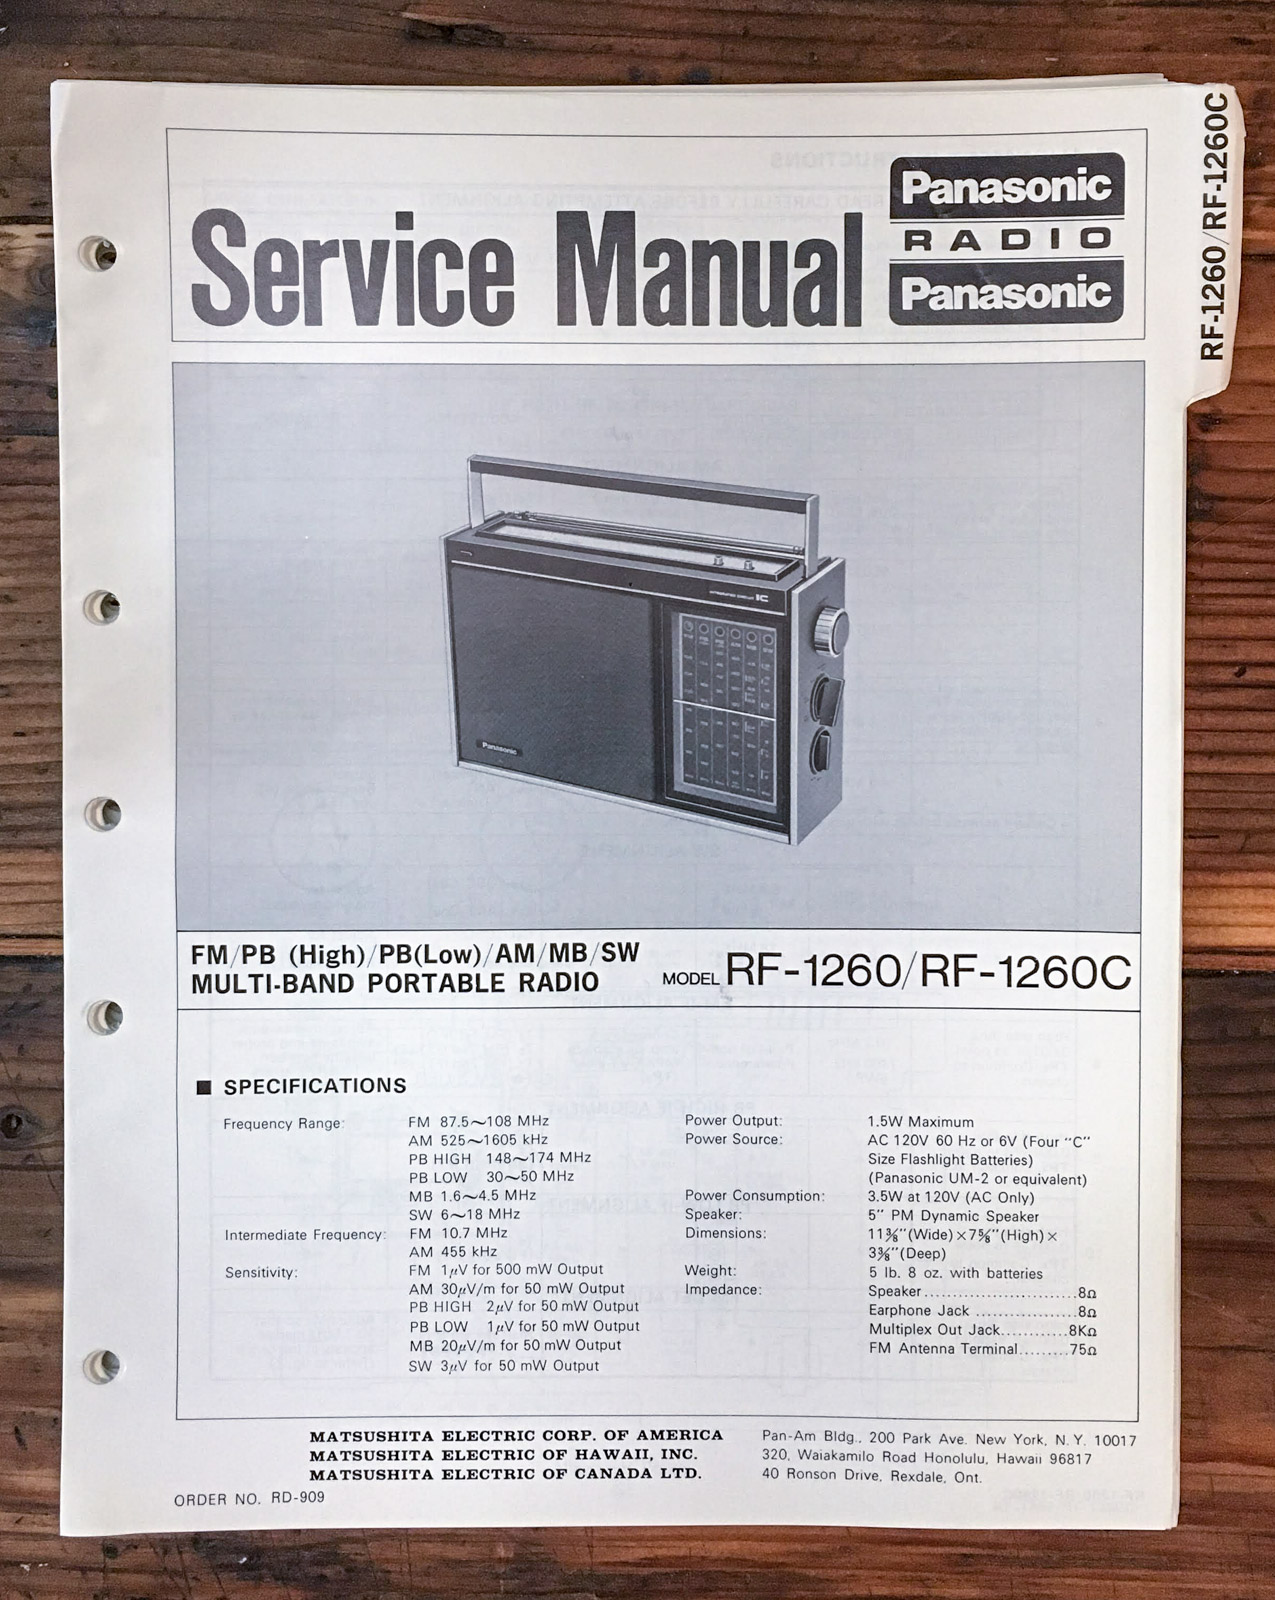 RF-1260/RF-1260C
Service Manual
Panasonic
RADIO
Panasonic
IC
Panasonic
FM/PB (High)/PB(Low)/AM/MB/SW
MULTI-BAND PORTABLE RADIO
MODEL RF-1260/RF-1260C
■ SPECIFICATIONS
Frequency Range: FM 87.5~108 MHz
AM 525~1605 kHz
PB HIGH 148~174 MHz
PB LOW 30~50 MHz
MB 1.6~4.5 MHz
SW 6~18 MHz
Intermediate Frequency: FM 10.7 MHz
AM 455 kHz
Sensitivity: FM 1μV for 500 mW Output
AM 30μV/m for 50 mW Output
PB HIGH 2μV for 50 mW Output
PB LOW 1μV for 50 mW Output
MB 20μV/m for 50 mW Output
SW 3μV for 50 mW Output
Power Output: 1.5W Maximum
Power Source: AC 120V 60 Hz or 6V (Four "C"
Size Flashlight Batteries)
(Panasonic UM-2 or equivalent)
Power Consumption: 3.5W at 120V (AC Only)
Speaker: 5" PM Dynamic Speaker
Dimensions: 11⅜"(Wide)×7⅝"(High)×
3⅜"(Deep)
Weight: 5 lb. 8 oz. with batteries
Impedance: Speaker............................8Ω
Earphone Jack ...................8Ω
Multiplex Out Jack............8KΩ
FM Antenna Terminal.........75Ω
MATSUSHITA ELECTRIC CORP. OF AMERICA Pan-Am Bldg., 200 Park Ave. New York, N.Y. 10017
MATSUSHITA ELECTRIC OF HAWAII, INC. 320, Waiakamilo Road Honolulu, Hawaii 96817
MATSUSHITA ELECTRIC OF CANADA LTD. 40 Ronson Drive, Rexdale, Ont.
ORDER NO. RD-909